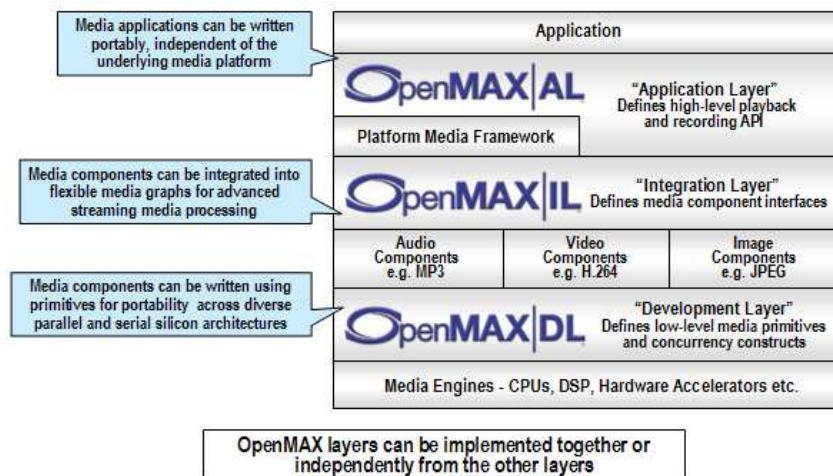 Media applications can be written
portably, independent of the
underlying media platform
Application
OpenMAX|AL
"Application Layer"
Defines high-level playback
and recording API
Platform Media Framework
Media components can be integrated into
flexible media graphs for advanced
streaming media processing
OpenMAX|IL
"Integration Layer"
Defines media component interfaces
Audio
Components
e.g. MP3
Video
Components
e.g. H.264
Image
Components
e.g. JPEG
Media components can be written using
primitives for portability across diverse
parallel and serial silicon architectures
OpenMAX|DL
"Development Layer"
Defines low-level media primitives
and concurrency constructs
Media Engines - CPUs, DSP, Hardware Accelerators etc.
OpenMAX layers can be implemented together or
independently from the other layers